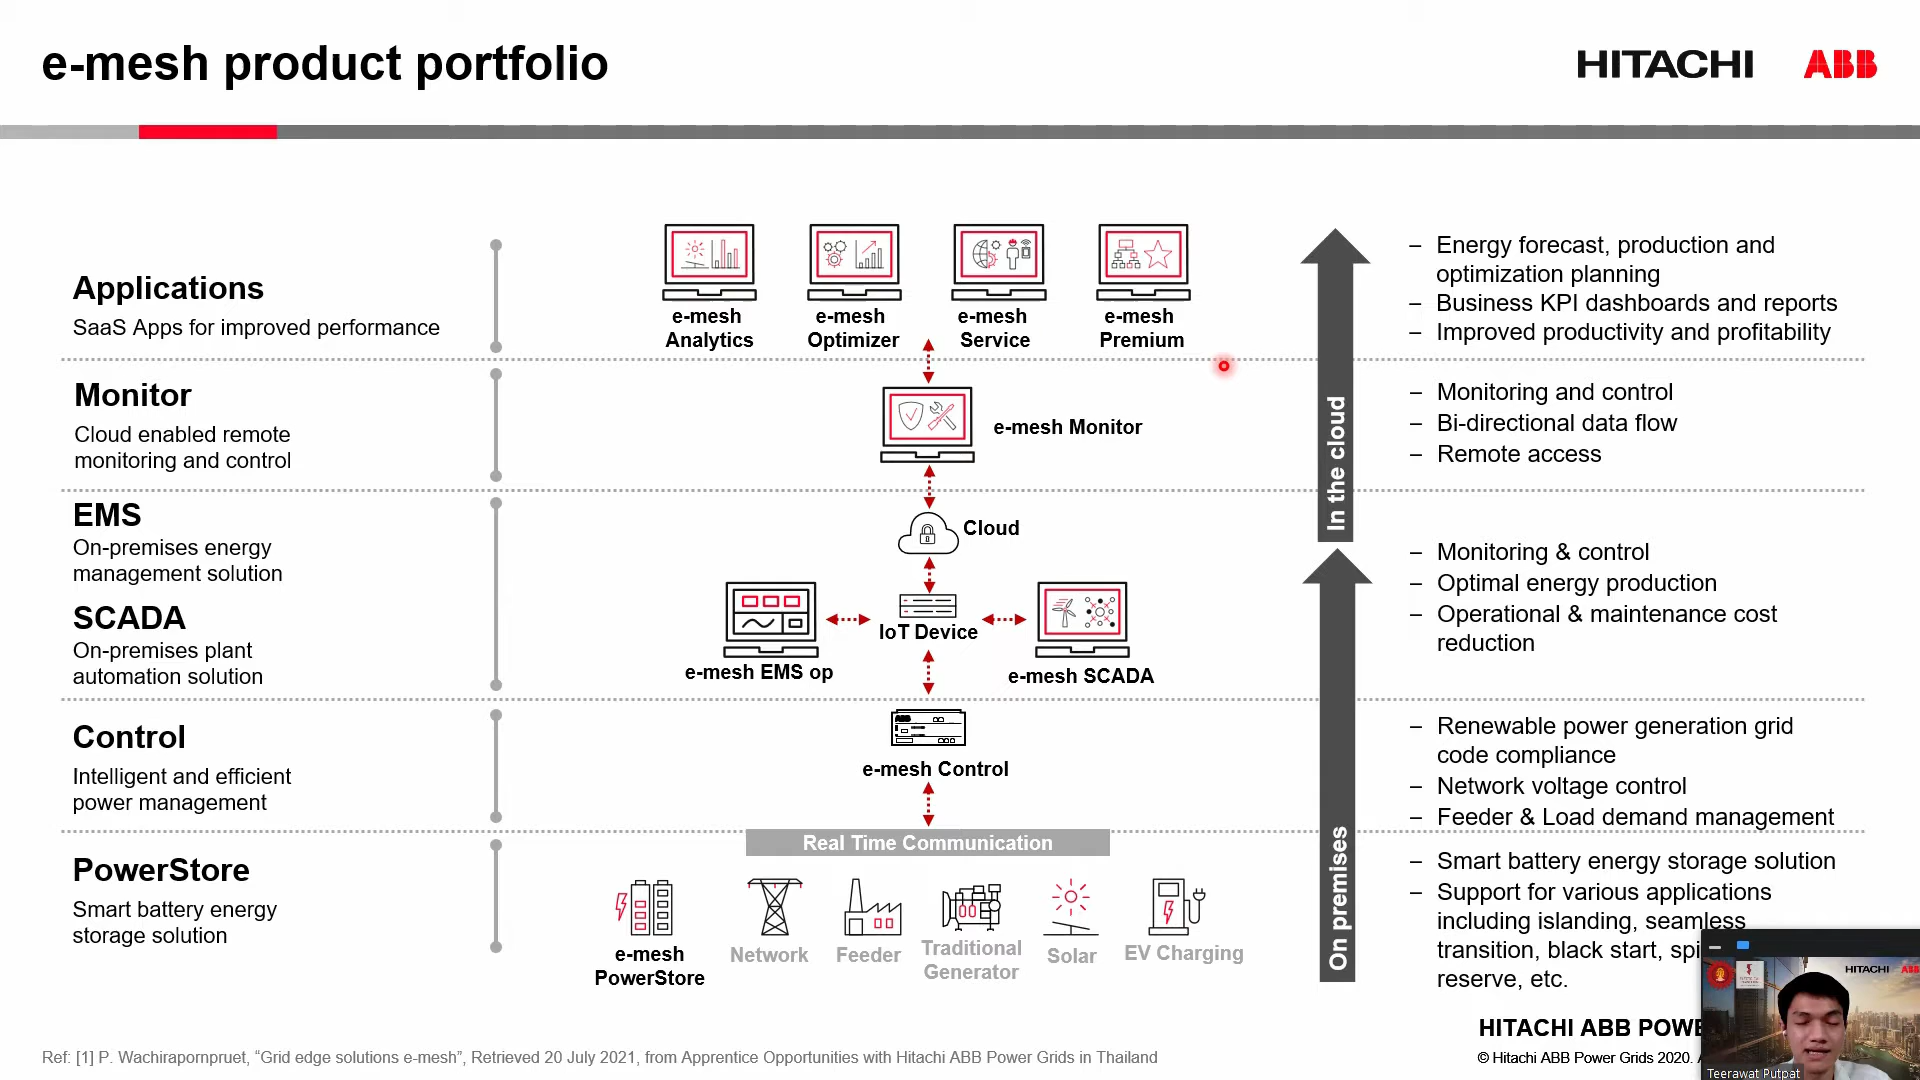 e-mesh product portfolio
HITACHI ABB
Applications
SaaS Apps for improved performance
e-mesh
Analytics
e-mesh
Optimizer
e-mesh
Service
e-mesh
Premium
– Energy forecast, production and
optimization planning
– Business KPI dashboards and reports
– Improved productivity and profitability
Monitor
Cloud enabled remote
monitoring and control
e-mesh Monitor
In the cloud
– Monitoring and control
– Bi-directional data flow
– Remote access
EMS
On-premises energy
management solution
SCADA
On-premises plant
automation solution
Cloud
IoT Device
e-mesh EMS op
e-mesh SCADA
– Monitoring & control
– Optimal energy production
– Operational & maintenance cost
reduction
Control
Intelligent and efficient
power management
ABB
e-mesh Control
On premises
– Renewable power generation grid
code compliance
– Network voltage control
– Feeder & Load demand management
Real Time Communication
PowerStore
Smart battery energy
storage solution
e-mesh
PowerStore
Network
Feeder
Traditional
Generator
Solar
EV Charging
– Smart battery energy storage solution
– Support for various applications
including islanding, seamless
transition, black start,
reserve, etc.
HITACHI ABB
HITACHI ABB
Ref: [1] P. Wachirapornpruet, “Grid edge solutions e-mesh”, Retrieved 20 July 2021, from Apprentice Opportunities with Hitachi ABB Power Grids in Thailand
© Hitachi ABB Power Grids 2020.
Teerawat Putpat